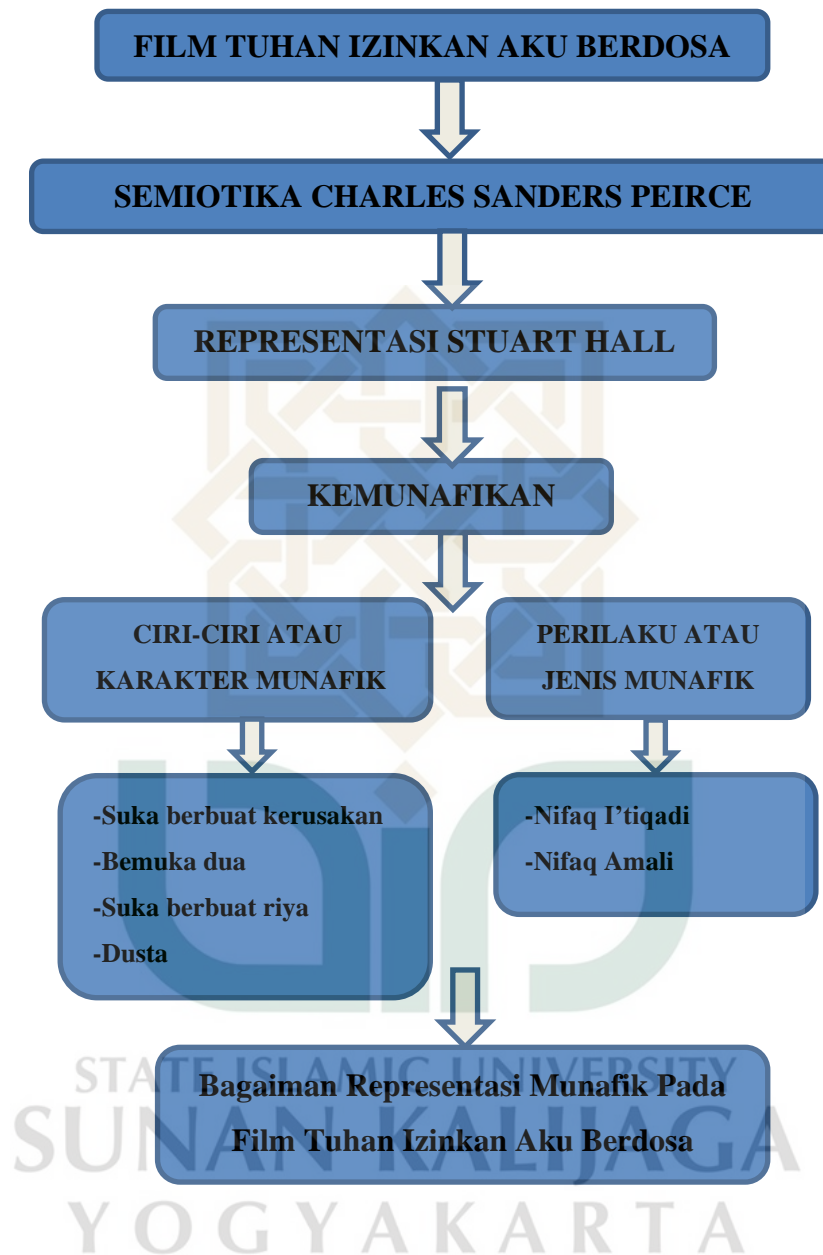 FILM TUHAN IZINKAN AKU BERDOSA
SEMIOTIKA CHARLES SANDERS PEIRCE
REPRESENTASI STUART HALL
KEMUNAFIKAN
CIRI-CIRI ATAU
KARAKTER MUNAFIK
PERILAKU ATAU
JENIS MUNAFIK
-Suka berbuat kerusakan
-Bemuka dua
-Suka berbuat riya
-Dusta
-Nifaq I’tiqadi
-Nifaq Amali
Bagaiman Representasi Munafik Pada
Film Tuhan Izinkan Aku Berdosa
STATE ISLAMIC UNIVERSITY
SUNAN KALIJAGA
YOGYAKARTA